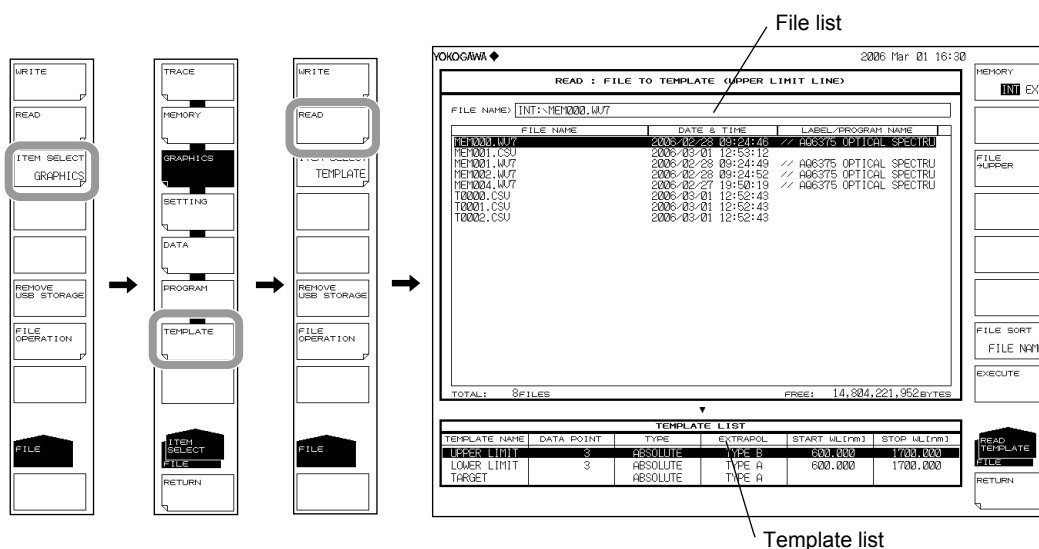 File list
WRITE
READ
ITEM SELECT
GRAPHICS
REMOVE
USB STORAGE
FILE
OPERATION
FILE
TRACE
MEMORY
GRAPHICS
SETTING
DATA
PROGRAM
TEMPLATE
ITEM
SELECT
FILE
RETURN
WRITE
READ
ITEM SELECT
TEMPLATE
REMOVE
USB STORAGE
FILE
OPERATION
FILE
YOKOGAWA 2006 Mar 01 16:30
READ : FILE TO TEMPLATE (UPPER LIMIT LINE)
FILE NAME> INT:\MEM000.WV7
FILE NAME DATE & TIME LABEL/PROGRAM NAME
MEM000.WV7 2006/02/28 09:24:46 // AQ6375 OPTICAL SPECTRU
MEM001.CSV 2006/03/01 12:53:12
MEM001.WV7 2006/02/28 09:24:49 // AQ6375 OPTICAL SPECTRU
MEM002.WV7 2006/02/28 09:24:52 // AQ6375 OPTICAL SPECTRU
MEM004.WV7 2006/02/27 19:50:19 // AQ6375 OPTICAL SPECTRU
T0000.CSV 2006/03/01 12:52:43
T0001.CSV 2006/03/01 12:52:43
T0002.CSV 2006/03/01 12:52:43
TOTAL: 8FILES FREE: 14,804,221,952BYTES
TEMPLATE LIST
TEMPLATE NAME DATA POINT TYPE EXTRAPOL START WL[nm] STOP WL[nm]
UPPER LIMIT 3 ABSOLUTE TYPE B 600.000 1700.000
LOWER LIMIT 3 ABSOLUTE TYPE A 600.000 1700.000
TARGET ABSOLUTE TYPE A
MEMORY
INT EX
FILE
→UPPER
FILE SORT
FILE NAM
EXECUTE
READ
TEMPLATE
FILE
RETURN
Template list